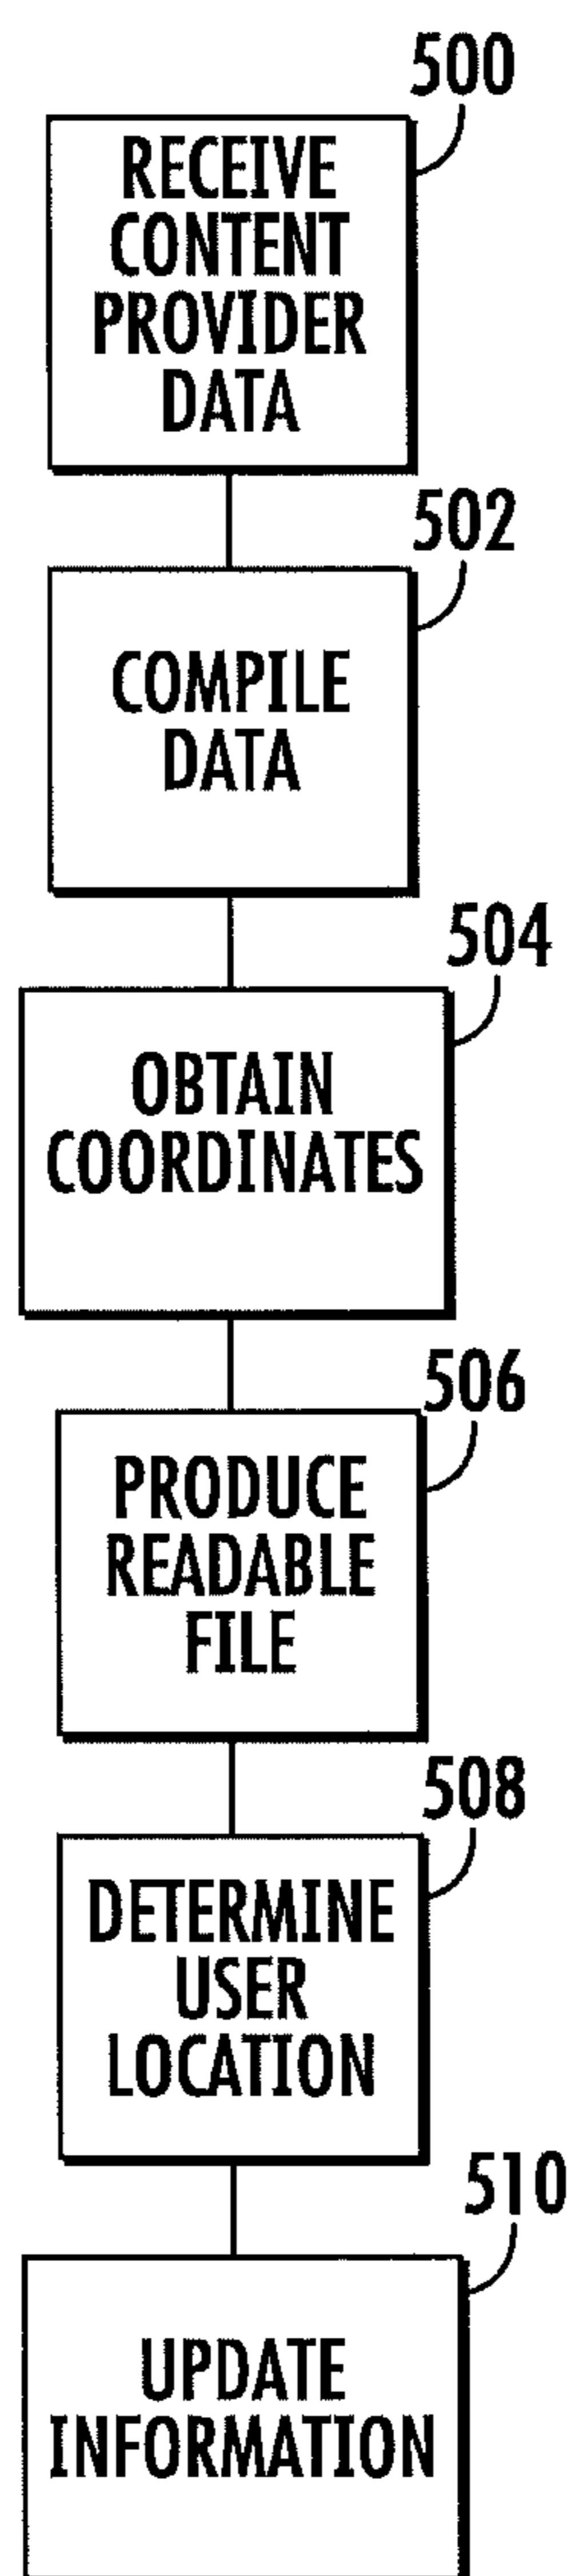 500
RECEIVE
CONTENT
PROVIDER
DATA
502
COMPILE
DATA
504
OBTAIN
COORDINATES
506
PRODUCE
READABLE
FILE
508
DETERMINE
USER
LOCATION
510
UPDATE
INFORMATION